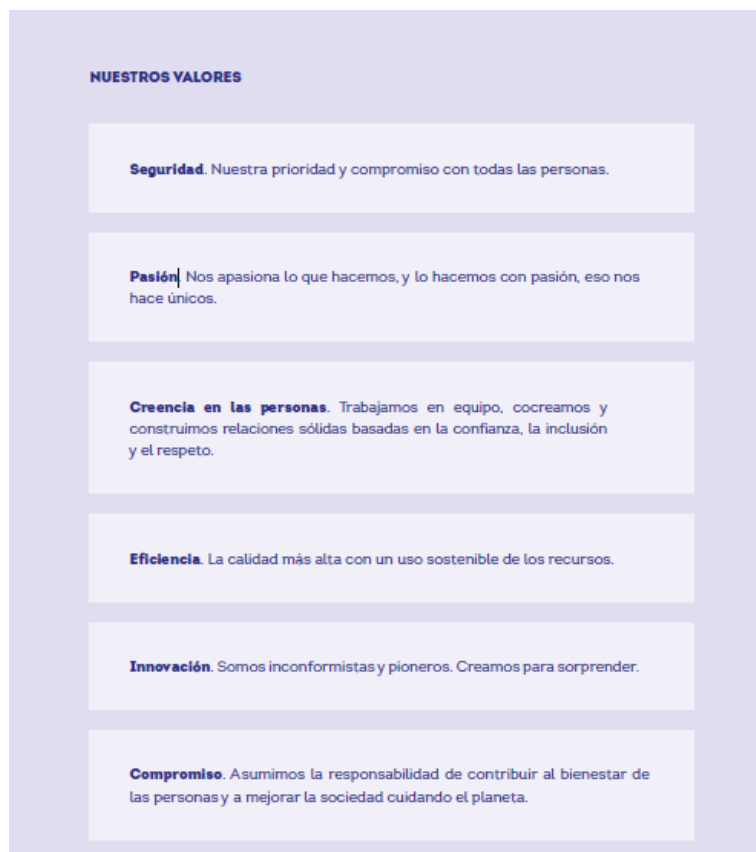 NUESTROS VALORES
Seguridad. Nuestra prioridad y compromiso con todas las personas.
Pasión. Nos apasiona lo que hacemos, y lo hacemos con pasión, eso nos
hace únicos.
Creencia en las personas. Trabajamos en equipo, cocreamos y
construimos relaciones sólidas basadas en la confianza, la inclusión
y el respeto.
Eficiencia. La calidad más alta con un uso sostenible de los recursos.
Innovación. Somos inconformistas y pioneros. Creamos para sorprender.
Compromiso. Asumimos la responsabilidad de contribuir al bienestar de
las personas y a mejorar la sociedad cuidando el planeta.